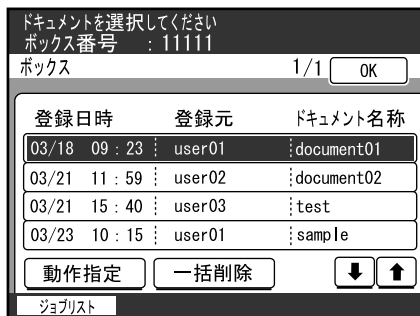 ドキュメントを選択してください
ボックス番号 : 11111
ボックス 1/1 OK
登録日時 登録元 ドキュメント名称
03/18 09 : 23 user01 document01
03/21 11 : 59 user02 document02
03/21 15 : 40 user03 test
03/23 10 : 15 user01 sample
動作指定 一括削除
ジョブリスト